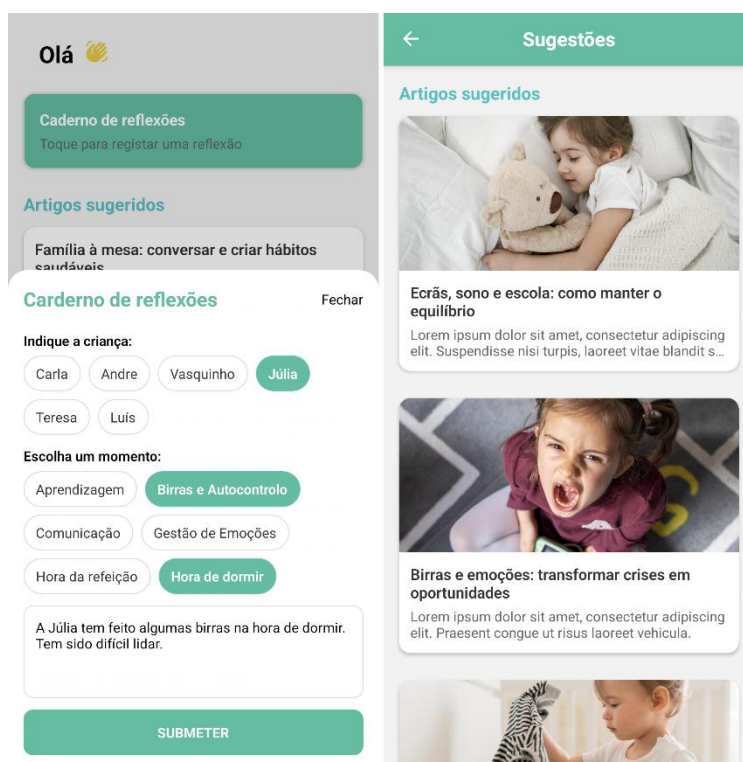 Olá
Caderno de reflexões
Toque para registar uma reflexão
Artigos sugeridos
Família à mesa: conversar e criar hábitos
saudáveis
Carderno de reflexões
Fechar
Indique a criança:
Carla
Andre
Vasquinho
Júlia
Teresa
Luís
Escolha um momento:
Aprendizagem
Birras e Autocontrolo
Comunicação
Gestão de Emoções
Hora da refeição
Hora de dormir
A Júlia tem feito algumas birras na hora de dormir.
Tem sido difícil lidar.
SUBMETER
Sugestões
Artigos sugeridos
Ecrãs, sono e escola: como manter o
equilíbrio
Lorem ipsum dolor sit amet, consectetur adipiscing
elit. Suspendisse nisi turpis, laoreet vitae blandit s...
Birras e emoções: transformar crises em
oportunidades
Lorem ipsum dolor sit amet, consectetur adipiscing
elit. Praesent congue ut risus laoreet vehicula.